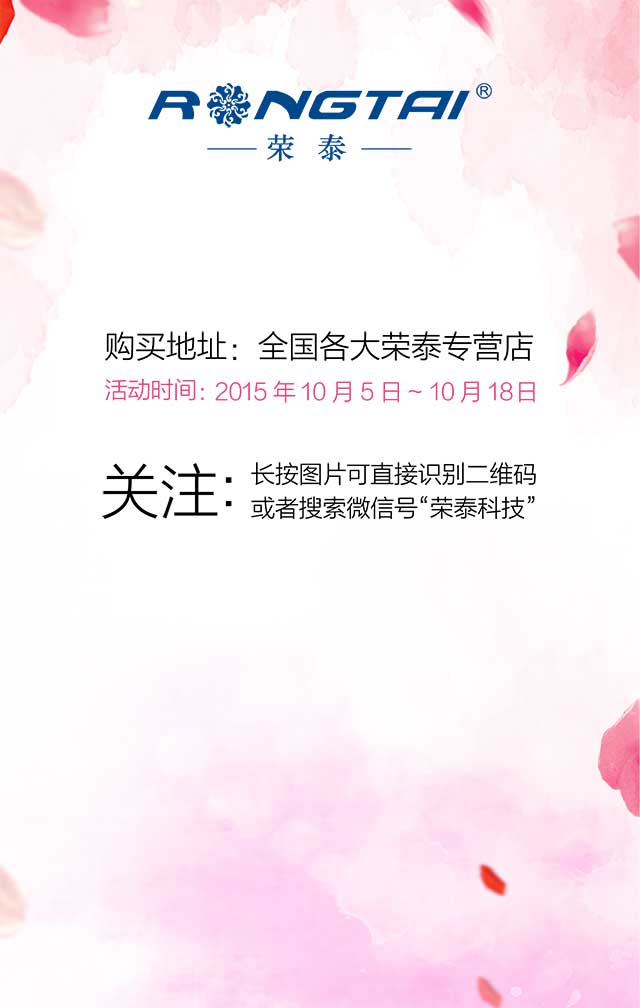 RONGTAI®
荣泰
购买地址：全国各大荣泰专营店
活动时间：2015年10月5日~10月18日
关注：
长按图片可直接识别二维码
或者搜索微信号“荣泰科技”